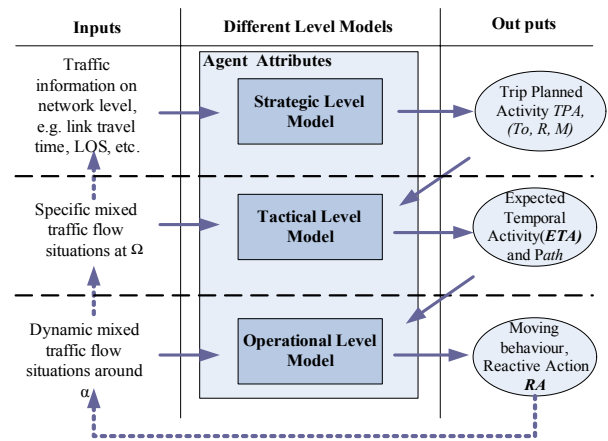 Inputs
Different Level Models
Out puts
Agent Attributes
Traffic
information on
network level,
e.g. link travel
time, LOS, etc.
Strategic Level
Model
Trip Planned
Activity TPA,
(To, R, M)
Specific mixed
traffic flow
situations at Ω
Tactical Level
Model
Expected
Temporal
Activity(ETA)
and Path
Dynamic mixed
traffic flow
situations around
α
Operational Level
Model
Moving
behaviour,
Reactive Action
RA